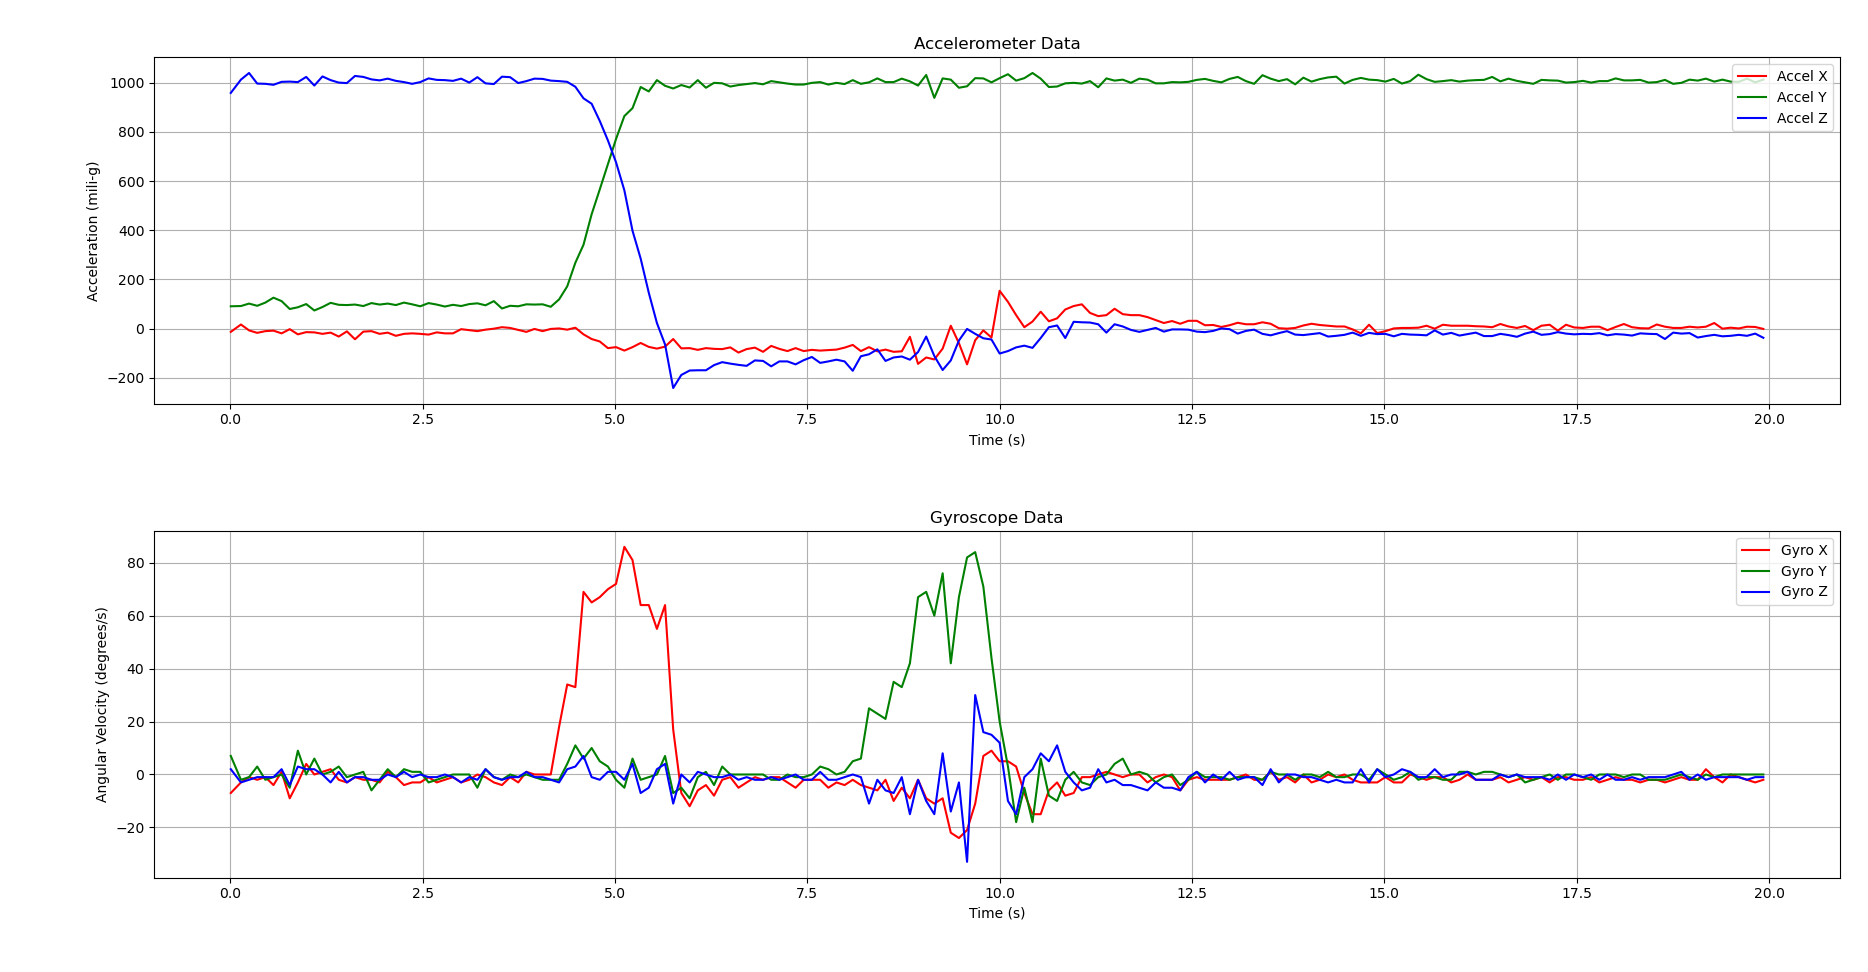 Accelerometer Data
1000
800
600
400
200
0
−200
Acceleration (mili-g)
Accel X
Accel Y
Accel Z
0.0 2.5 5.0 7.5 10.0 12.5 15.0 17.5 20.0
Time (s)
Gyroscope Data
80
60
40
20
0
−20
Angular Velocity (degrees/s)
Gyro X
Gyro Y
Gyro Z
0.0 2.5 5.0 7.5 10.0 12.5 15.0 17.5 20.0
Time (s)